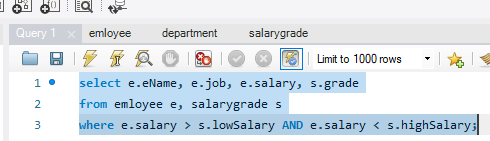 Query 1 emloyee department salarygrade
Limit to 1000 rows
1 select e.eName, e.job, e.salary, s.grade
2 from emloyee e, salarygrade s
3 where e.salary > s.lowSalary AND e.salary < s.highSalary;